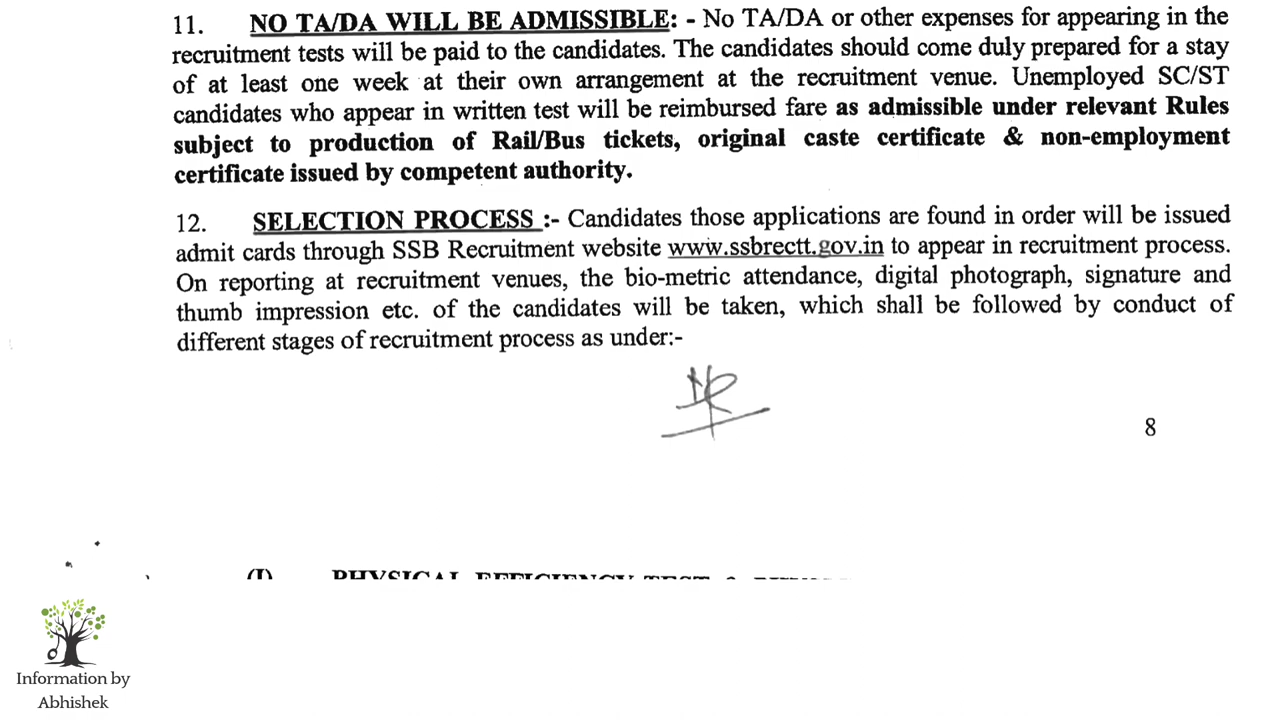 11. NO TA/DA WILL BE ADMISSIBLE: - No TA/DA or other expenses for appearing in the
recruitment tests will be paid to the candidates. The candidates should come duly prepared for a stay
of at least one week at their own arrangement at the recruitment venue. Unemployed SC/ST
candidates who appear in written test will be reimbursed fare as admissible under relevant Rules
subject to production of Rail/Bus tickets, original caste certificate & non-employment
certificate issued by competent authority.
12. SELECTION PROCESS :- Candidates those applications are found in order will be issued
admit cards through SSB Recruitment website www.ssbrectt.gov.in to appear in recruitment process.
On reporting at recruitment venues, the bio-metric attendance, digital photograph, signature and
thumb impression etc. of the candidates will be taken, which shall be followed by conduct of
different stages of recruitment process as under:-
8
(I) PHYSICAL EFFICIENCY TEST
Information by
Abhishek